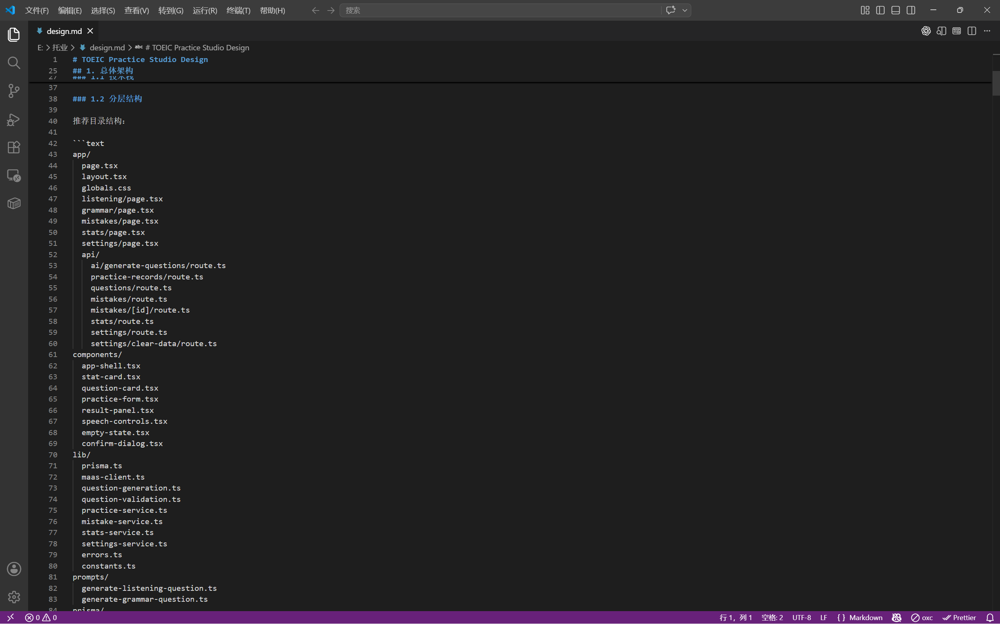 文件(F) 编辑(E) 选择(S) 查看(V) 转到(G) 运行(R) 终端(T) 帮助(H) 搜索
design.md
E: > 托业 > design.md > abc # TOEIC Practice Studio Design
1 # TOEIC Practice Studio Design
25 ## 1. 总体架构
27 ### 1.1 技术栈
37
38 ### 1.2 分层结构
39
40 推荐目录结构：
41
42 ```text
43 app/
44 page.tsx
45 layout.tsx
46 globals.css
47 listening/page.tsx
48 grammar/page.tsx
49 mistakes/page.tsx
50 stats/page.tsx
51 settings/page.tsx
52 api/
53 ai/generate-questions/route.ts
54 practice-records/route.ts
55 questions/route.ts
56 mistakes/route.ts
57 mistakes/[id]/route.ts
58 stats/route.ts
59 settings/route.ts
60 settings/clear-data/route.ts
61 components/
62 app-shell.tsx
63 stat-card.tsx
64 question-card.tsx
65 practice-form.tsx
66 result-panel.tsx
67 speech-controls.tsx
68 empty-state.tsx
69 confirm-dialog.tsx
70 lib/
71 prisma.ts
72 maas-client.ts
73 question-generation.ts
74 question-validation.ts
75 practice-service.ts
76 mistake-service.ts
77 stats-service.ts
78 settings-service.ts
79 errors.ts
80 constants.ts
81 prompts/
82 generate-listening-question.ts
83 generate-grammar-question.ts
84 prisma/
0 0 行 1，列 1 空格: 2 UTF-8 LF { } Markdown oxc Prettier